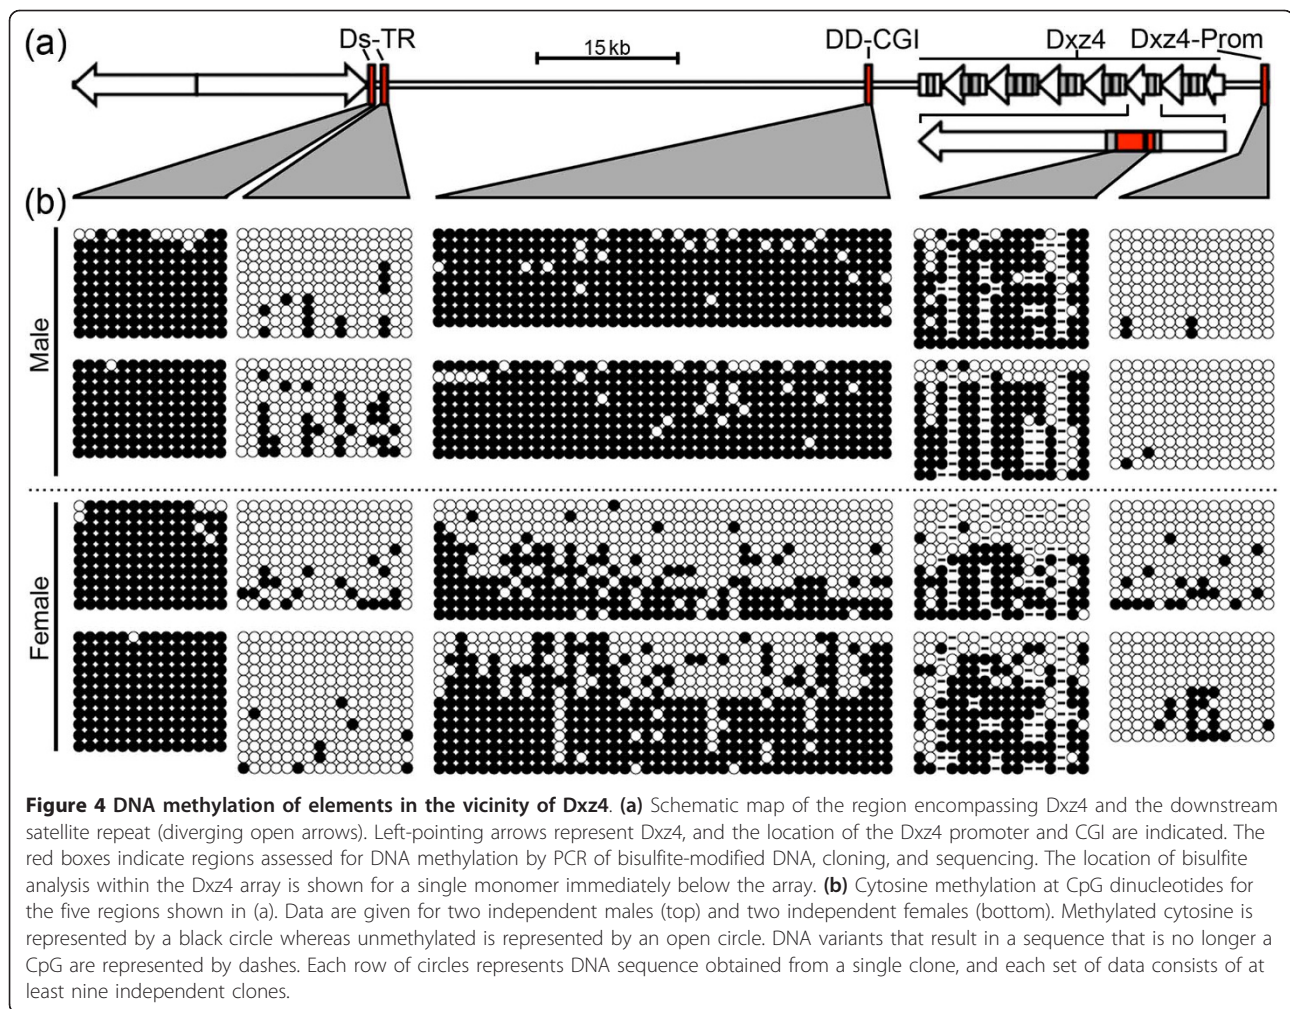 (a)
Ds-TR
15 kb
DD-CGI
Dxz4
Dxz4-Prom
(b)
Male
Female
Figure 4 DNA methylation of elements in the vicinity of Dxz4. (a) Schematic map of the region encompassing Dxz4 and the downstream
satellite repeat (diverging open arrows). Left-pointing arrows represent Dxz4, and the location of the Dxz4 promoter and CGI are indicated. The
red boxes indicate regions assessed for DNA methylation by PCR of bisulfite-modified DNA, cloning, and sequencing. The location of bisulfite
analysis within the Dxz4 array is shown for a single monomer immediately below the array. (b) Cytosine methylation at CpG dinucleotides for
the five regions shown in (a). Data are given for two independent males (top) and two independent females (bottom). Methylated cytosine is
represented by a black circle whereas unmethylated is represented by an open circle. DNA variants that result in a sequence that is no longer a
CpG are represented by dashes. Each row of circles represents DNA sequence obtained from a single clone, and each set of data consists of at
least nine independent clones.